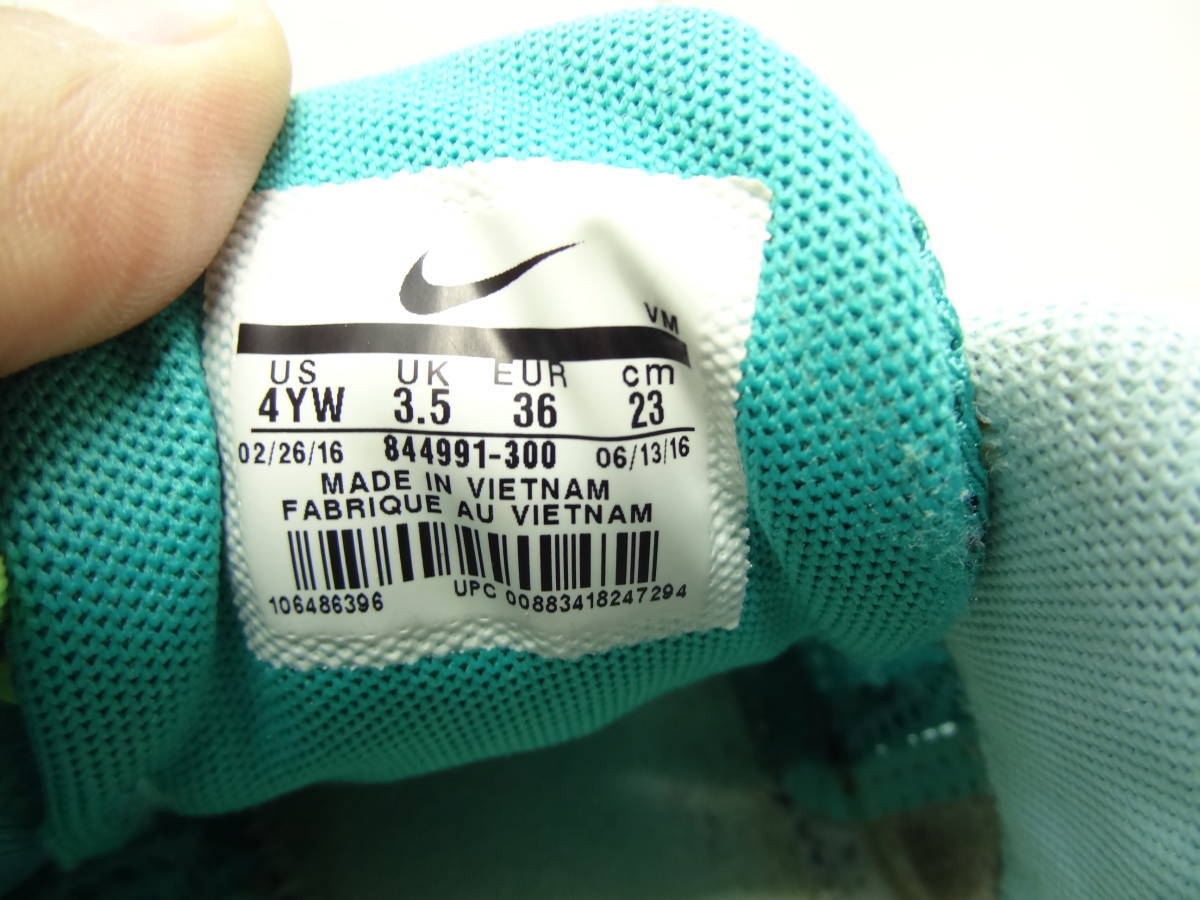 VM
US UK EUR cm
4YW 3.5 36 23
02/26/16 844991-300 06/13/16
MADE IN VIETNAM
FABRIQUE AU VIETNAM
106486396 UPC 00883418247294